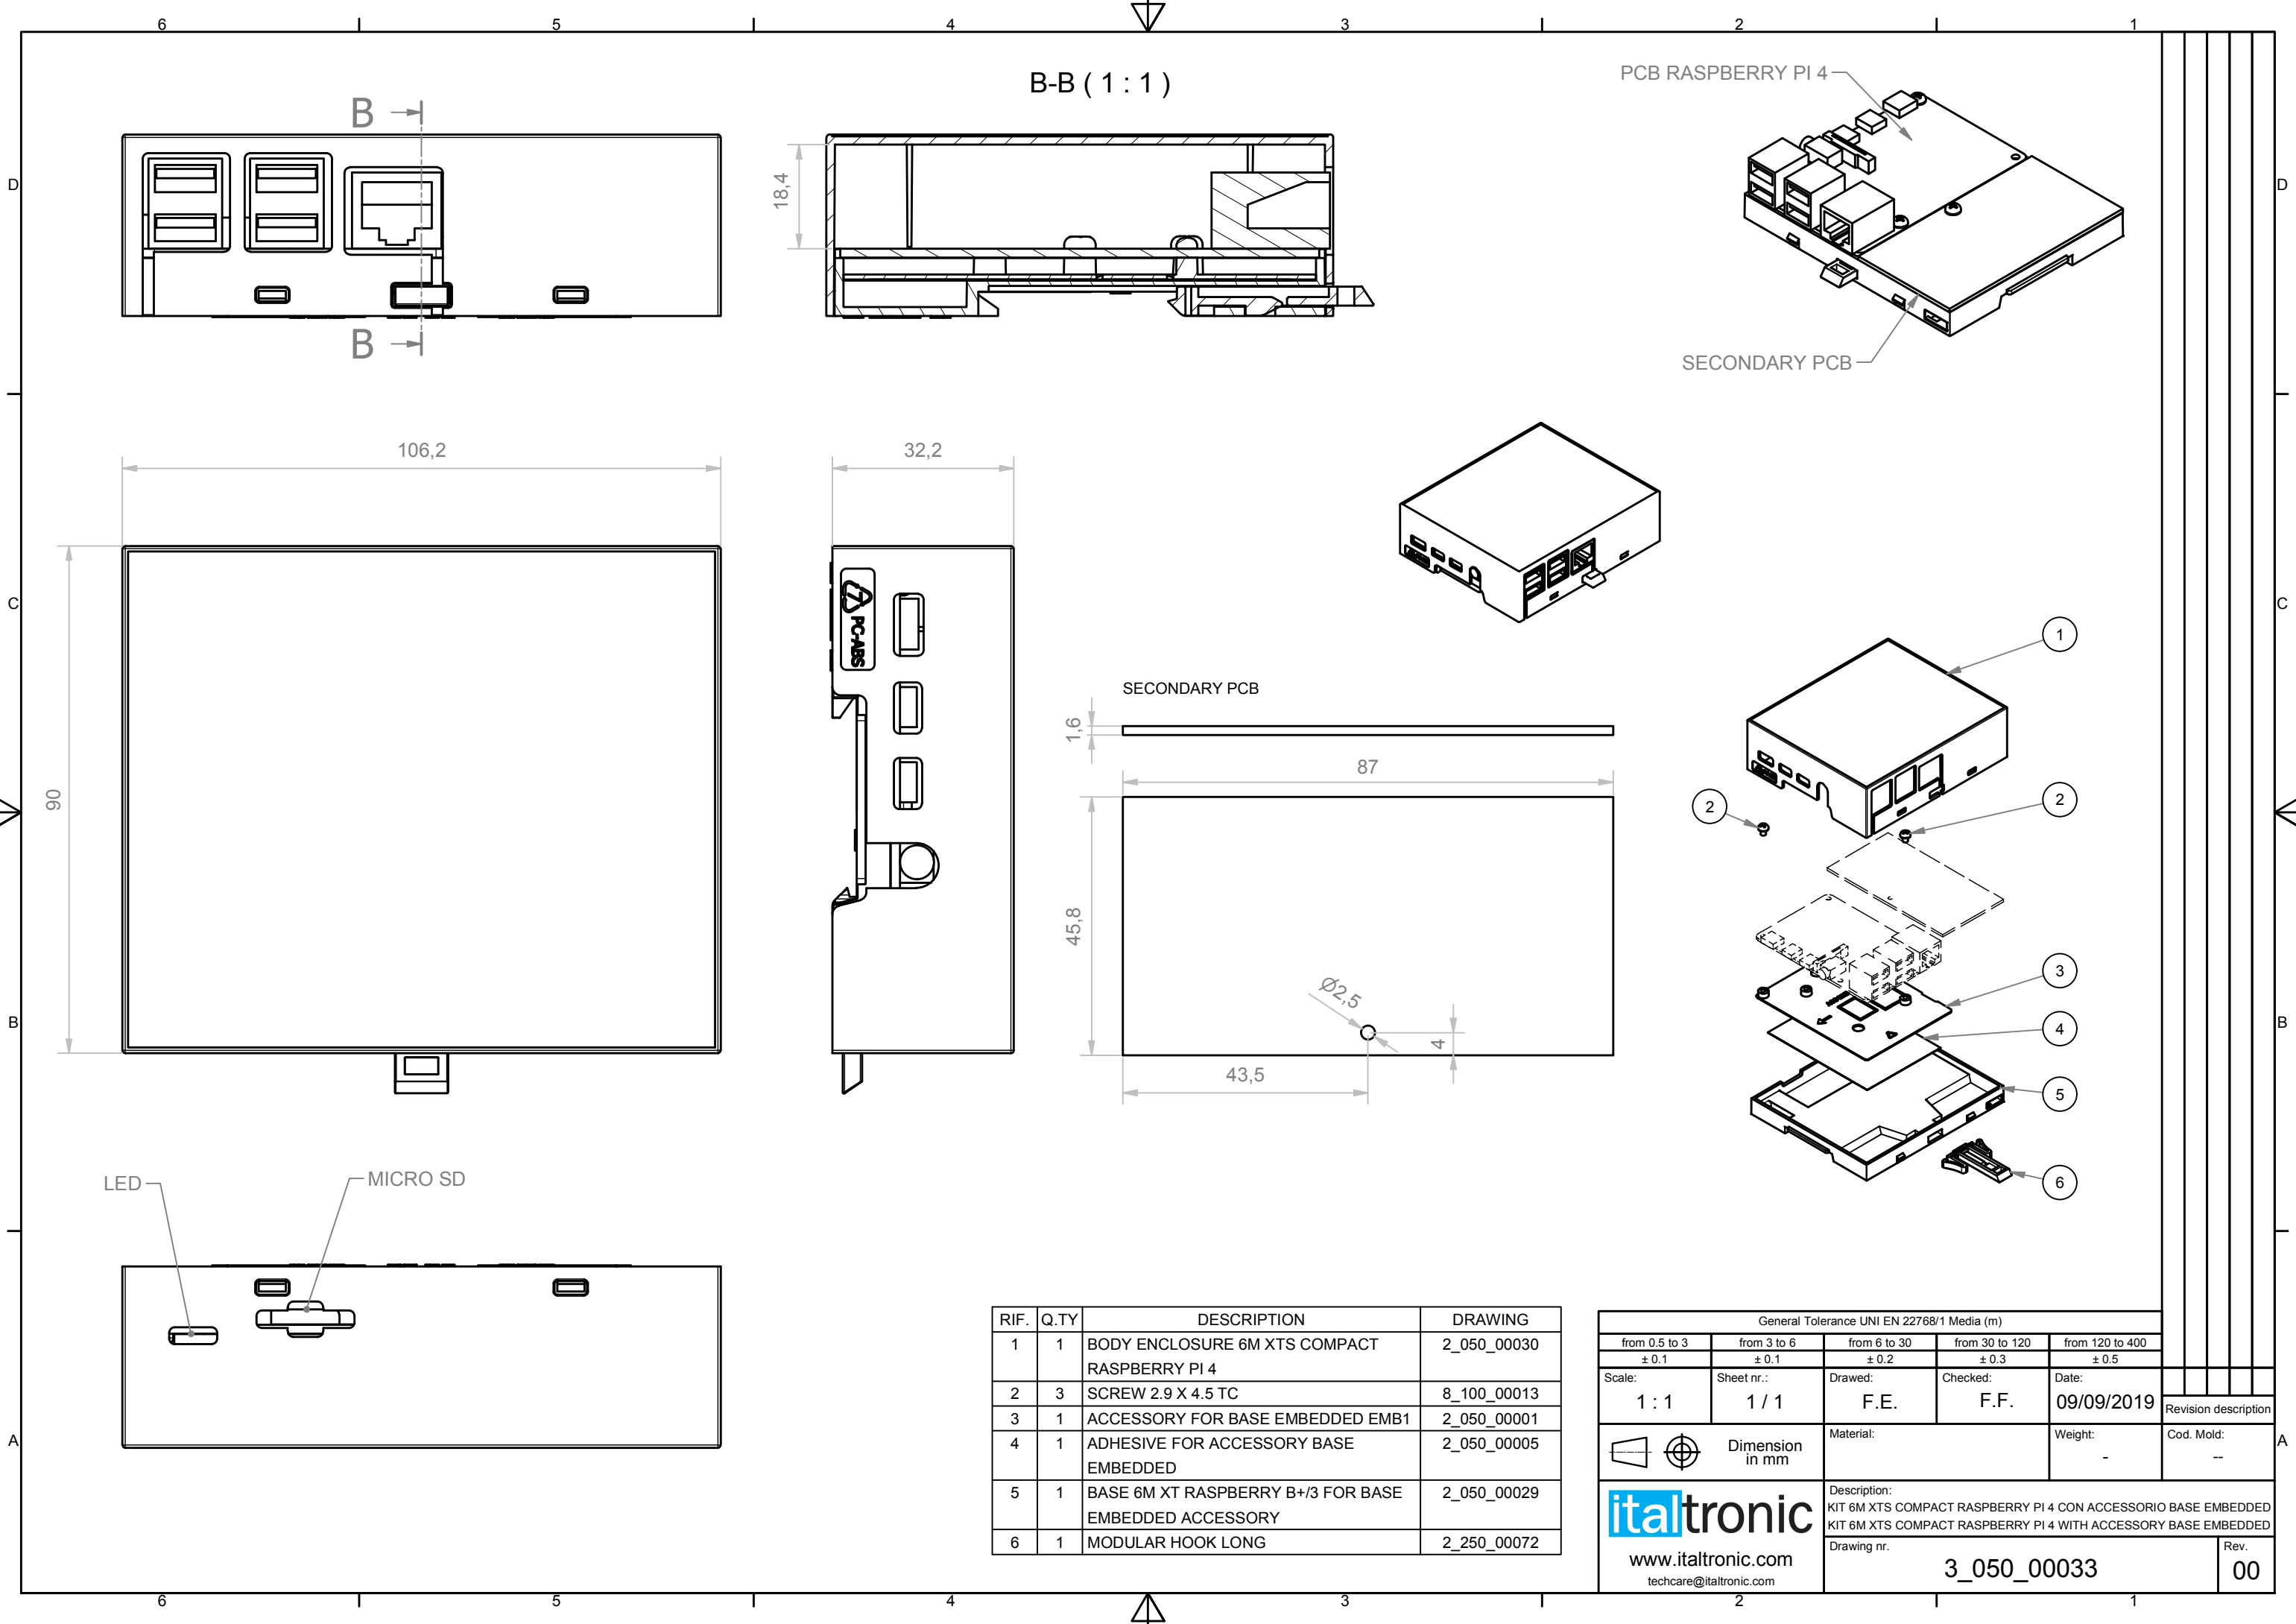 6 5 4 3 2 1
D
D
C
C
B
B
A
A
B
B
B-B ( 1 : 1 )
18,4
PCB RASPBERRY PI 4
SECONDARY PCB
106,2
32,2
90
7
PC-ABS
SECONDARY PCB
1,6
87
45,8
Ø2,5
4
43,5
1
2
2
3
4
5
6
LED
MICRO SD
RIF. Q.TY DESCRIPTION DRAWING
1 1 BODY ENCLOSURE 6M XTS COMPACT 2_050_00030
RASPBERRY PI 4
2 3 SCREW 2.9 X 4.5 TC 8_100_00013
3 1 ACCESSORY FOR BASE EMBEDDED EMB1 2_050_00001
4 1 ADHESIVE FOR ACCESSORY BASE 2_050_00005
EMBEDDED
5 1 BASE 6M XT RASPBERRY B+/3 FOR BASE 2_050_00029
EMBEDDED ACCESSORY
6 1 MODULAR HOOK LONG 2_250_00072
General Tolerance UNI EN 22768/1 Media (m)
from 0.5 to 3 from 3 to 6 from 6 to 30 from 30 to 120 from 120 to 400
± 0.1 ± 0.1 ± 0.2 ± 0.3 ± 0.5
Scale: Sheet nr.: Drawed: Checked: Date:
1 : 1 1 / 1 F.E. F.F. 09/09/2019
Revision description
Dimension
in mm
Material: Weight: Cod. Mold:
- --
italtronic
www.italtronic.com
techcare@italtronic.com
Description:
KIT 6M XTS COMPACT RASPBERRY PI 4 CON ACCESSORIO BASE EMBEDDED
KIT 6M XTS COMPACT RASPBERRY PI 4 WITH ACCESSORY BASE EMBEDDED
Drawing nr. Rev.
3_050_00033 00
6 5 4 3 2 1